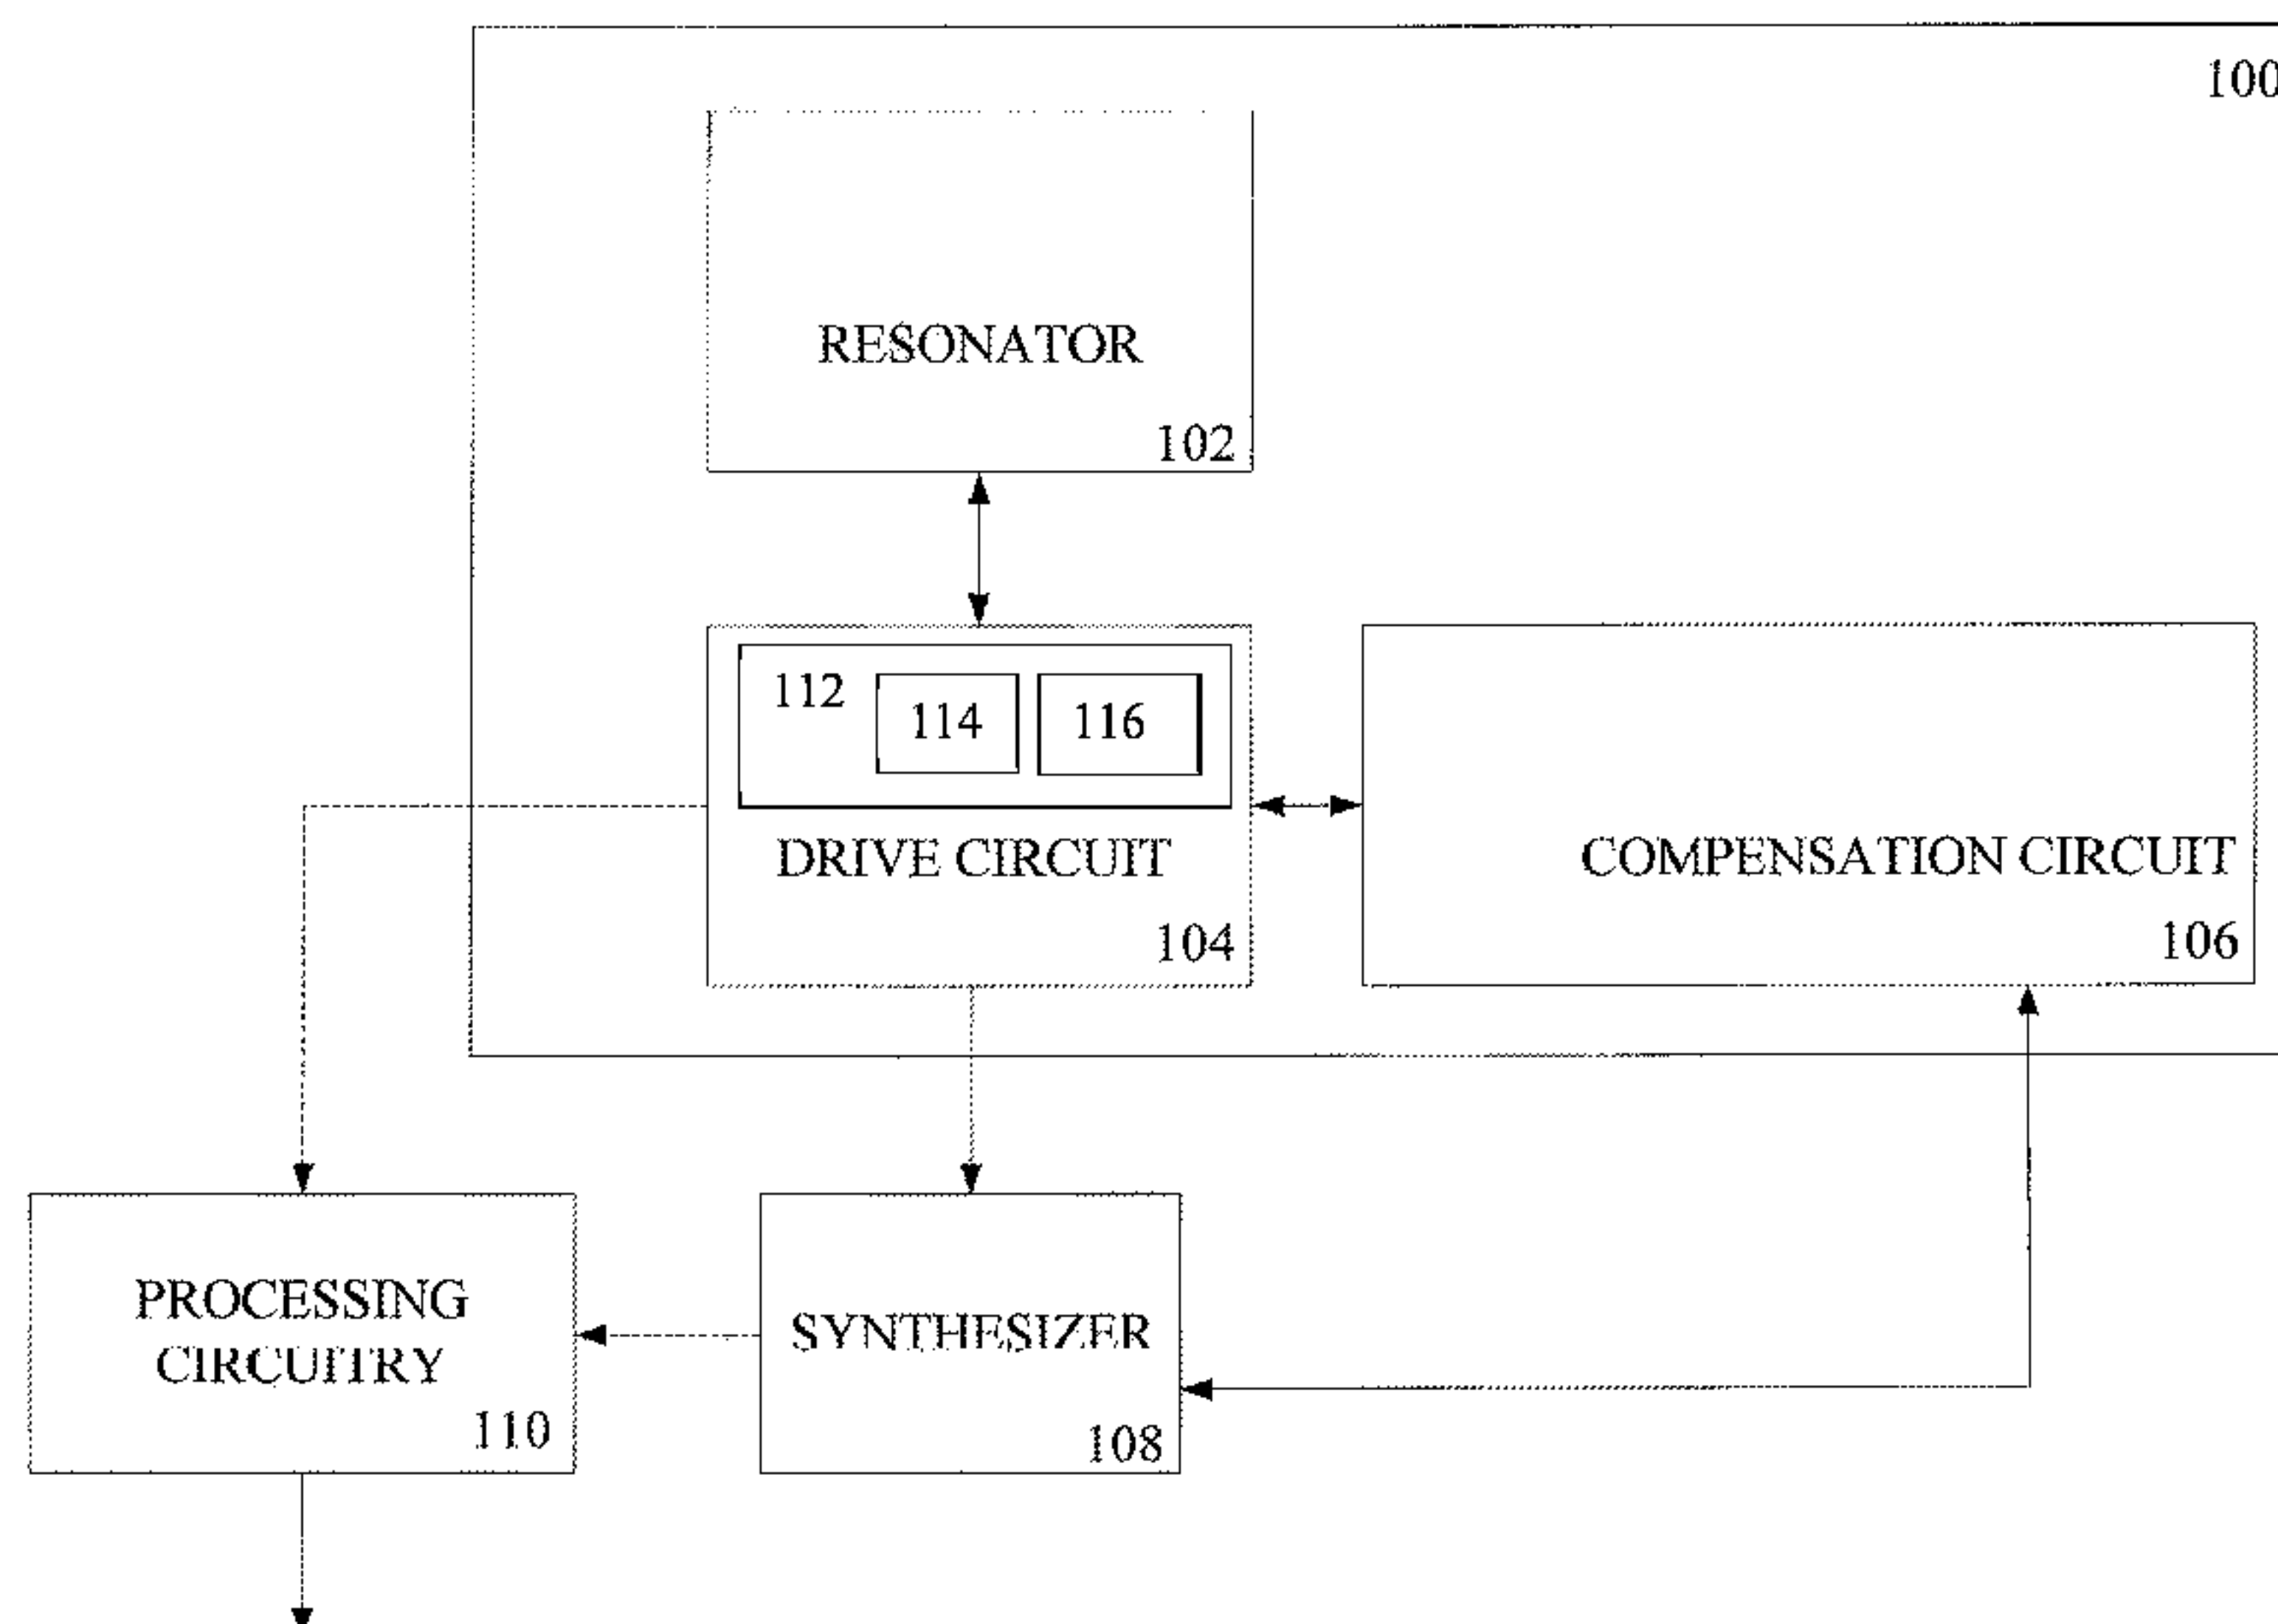 100
RESONATOR
102
112
114
116
DRIVE CIRCUIT
104
COMPENSATION CIRCUIT
106
PROCESSING
CIRCUITRY
110
SYNTHESIZER
108